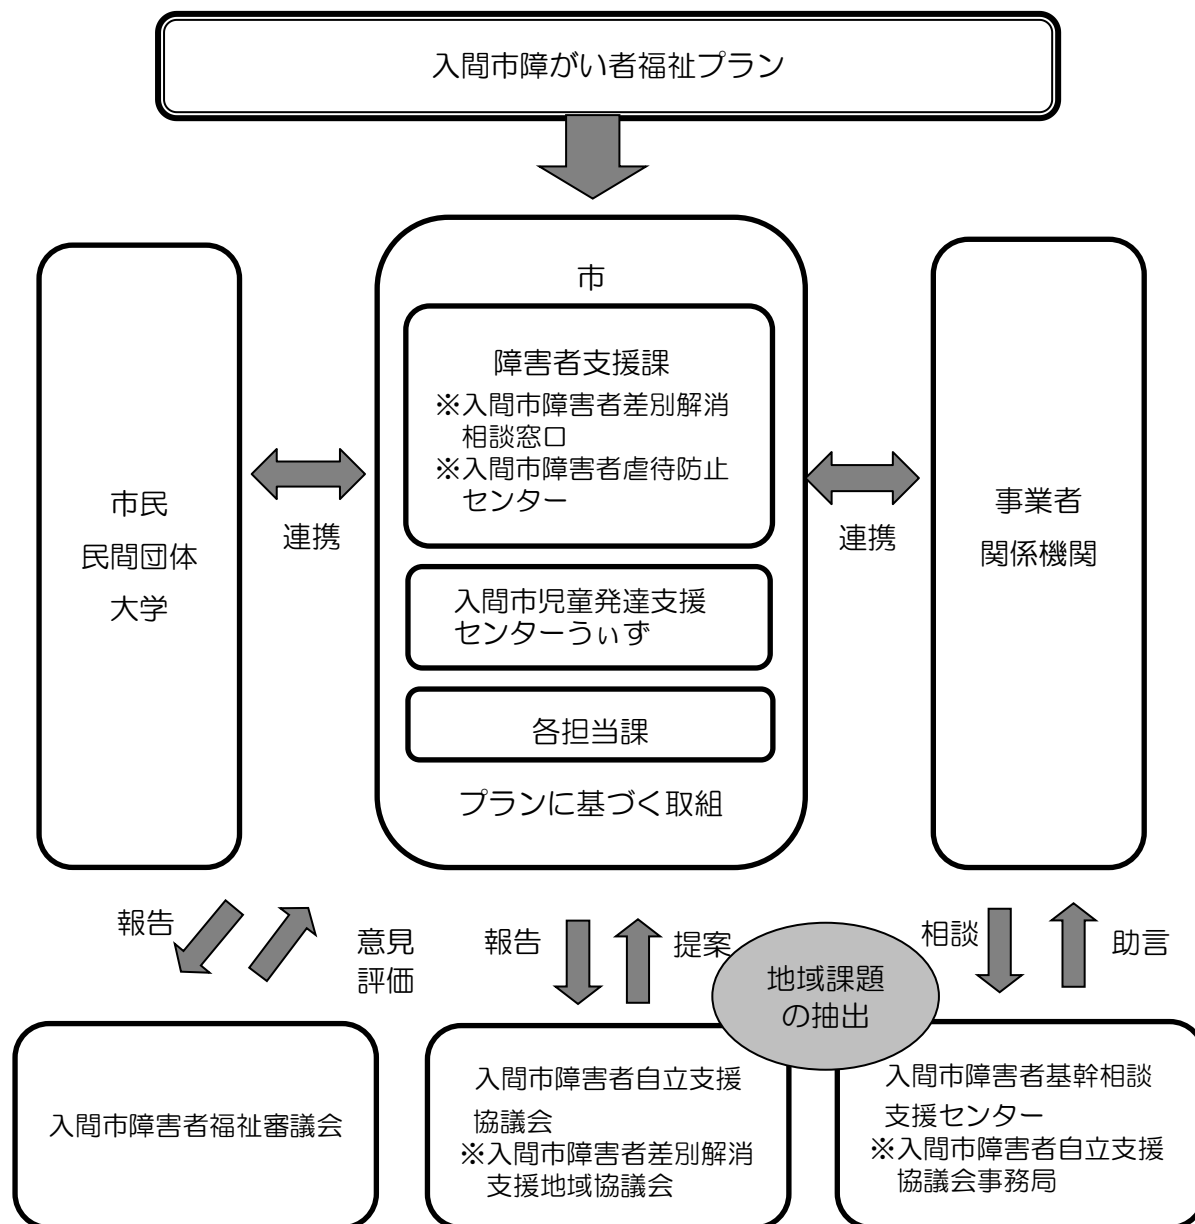 入間市障がい者福祉プラン
市
障害者支援課
※入間市障害者差別解消
相談窓口
※入間市障害者虐待防止
センター
入間市児童発達支援
センターうぃず
各担当課
プランに基づく取組
市民
民間団体
大学
連携
連携
事業者
関係機関
報告
意見
評価
報告
提案
相談
助言
地域課題
の抽出
入間市障害者福祉審議会
入間市障害者自立支援
協議会
※入間市障害者差別解消
支援地域協議会
入間市障害者基幹相談
支援センター
※入間市障害者自立支援
協議会事務局